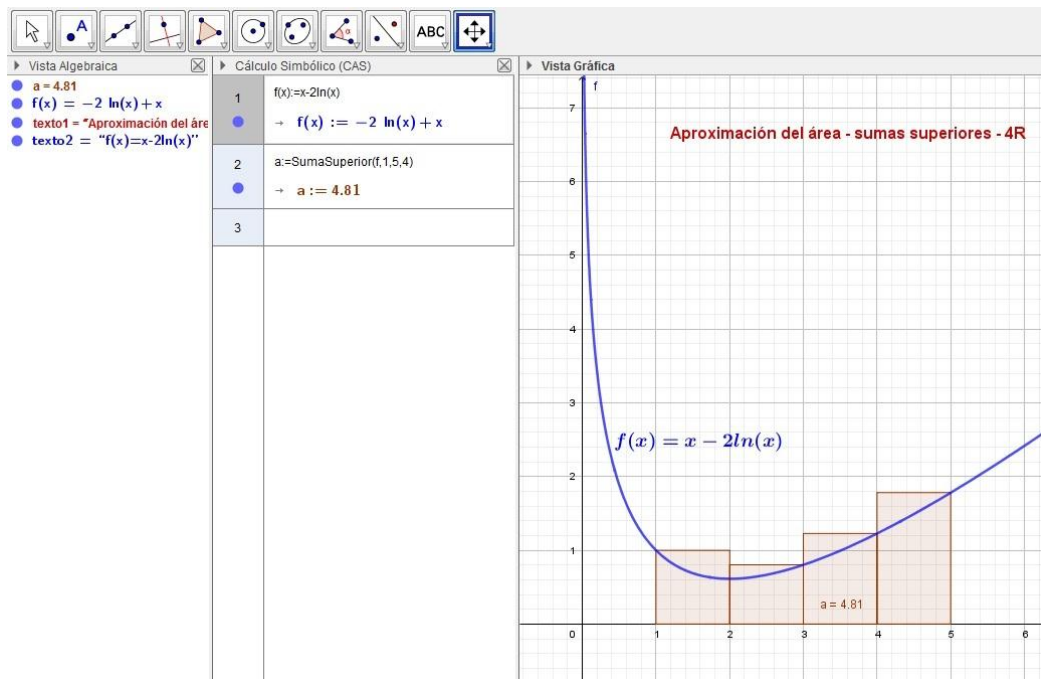 A
ABC
Vista Algebraica
a = 4.81
f(x) = −2 ln(x) + x
texto1 = "Aproximación del áre
texto2 = "f(x)=x-2ln(x)"
Cálculo Simbólico (CAS)
1
f(x):=x-2ln(x)
→ f(x) := −2 ln(x) + x
2
a:=SumaSuperior(f,1,5,4)
→ a := 4.81
3
Vista Gráfica
f
Aproximación del área - sumas superiores - 4R
7
6
5
4
3
2
1
f(x) = x − 2ln(x)
a = 4.81
0 1 2 3 4 5 6